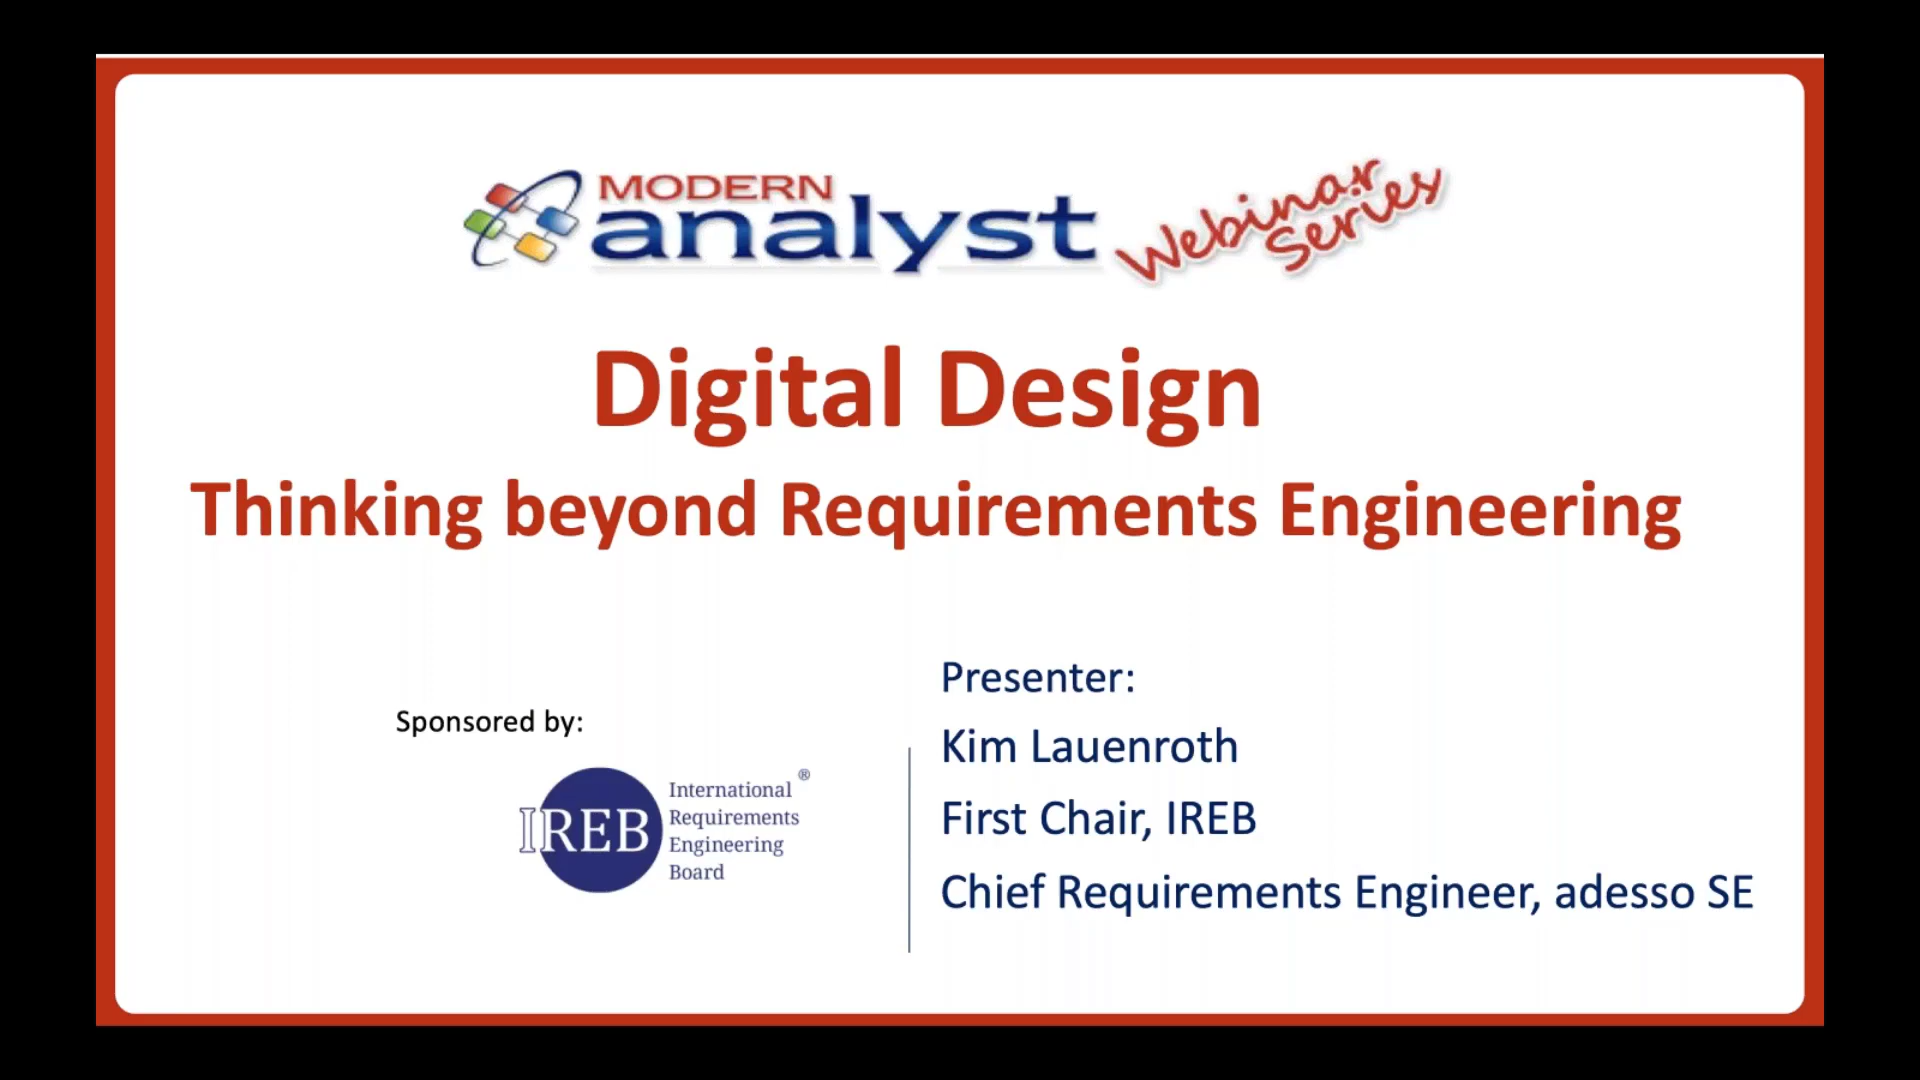 MODERN
analyst
Webinar
Series
Digital Design
Thinking beyond Requirements Engineering
Sponsored by:
IREB
International ®
Requirements
Engineering
Board
Presenter:
Kim Lauenroth
First Chair, IREB
Chief Requirements Engineer, adesso SE